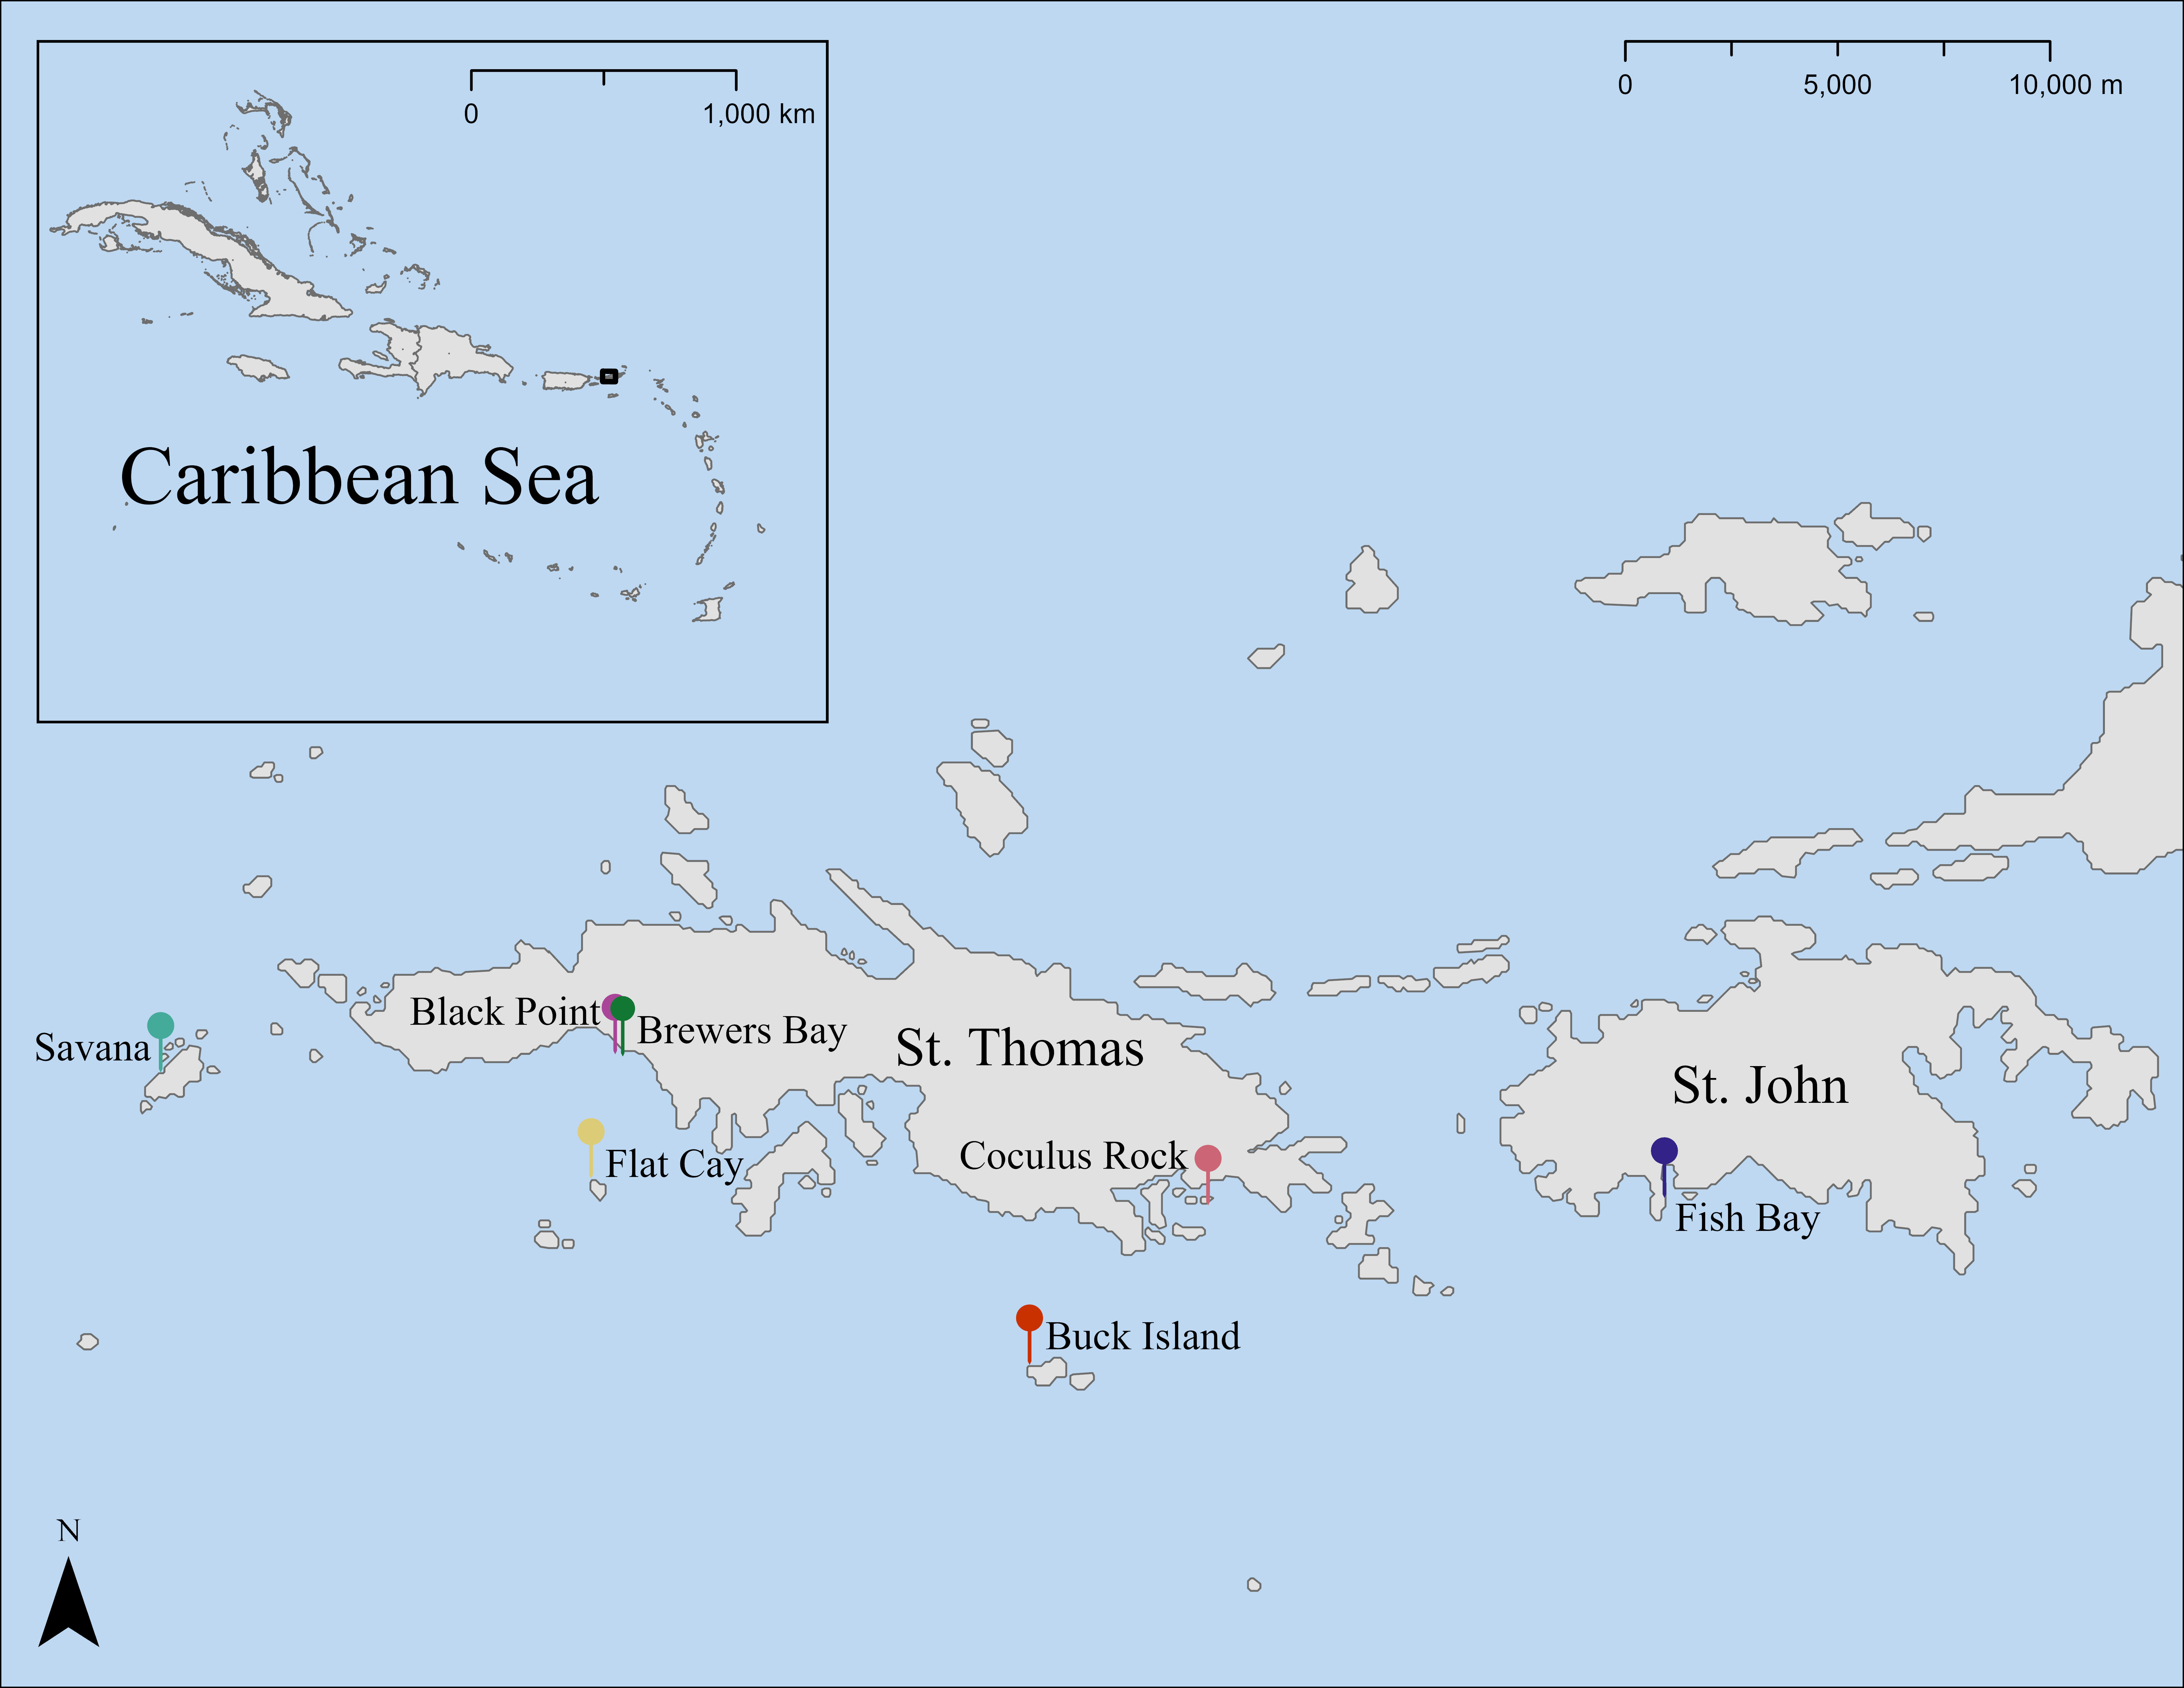 0
1,000 km
0
5,000
10,000 m
Caribbean Sea
Black Point
Brewers Bay
Savana
St. Thomas
St. John
Flat Cay
Coculus Rock
Fish Bay
Buck Island
N